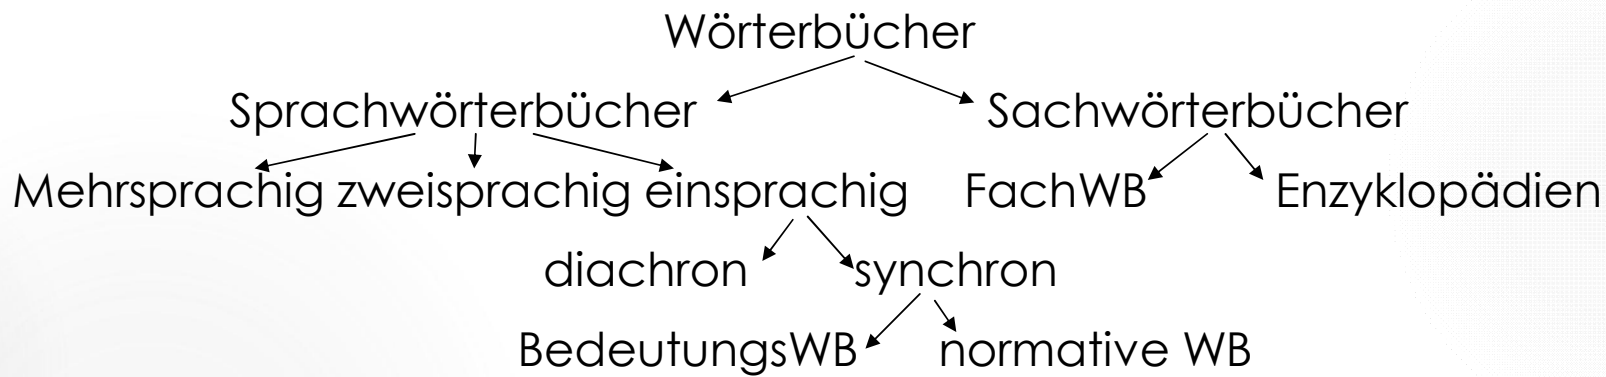 Wörterbücher
Sprachwörterbücher Sachwörterbücher
Mehrsprachig zweisprachig einsprachig FachWB Enzyklopädien
diachron synchron
BedeutungsWB normative WB